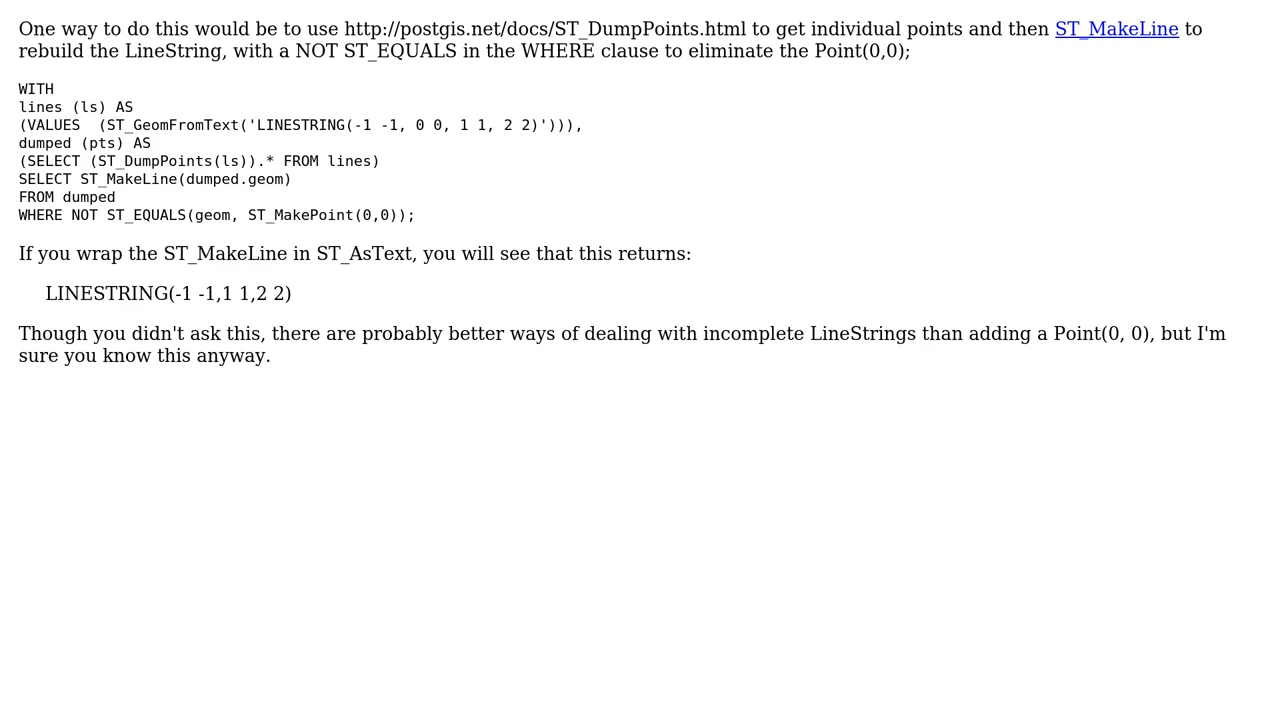 One way to do this would be to use http://postgis.net/docs/ST_DumpPoints.html to get individual points and then ST_MakeLine to
rebuild the LineString, with a NOT ST_EQUALS in the WHERE clause to eliminate the Point(0,0);
WITH
lines (ls) AS
(VALUES  (ST_GeomFromText('LINESTRING(-1 -1, 0 0, 1 1, 2 2)'))),
dumped (pts) AS
(SELECT (ST_DumpPoints(ls)).* FROM lines)
SELECT ST_MakeLine(dumped.geom)
FROM dumped
WHERE NOT ST_EQUALS(geom, ST_MakePoint(0,0));
If you wrap the ST_MakeLine in ST_AsText, you will see that this returns:
LINESTRING(-1 -1,1 1,2 2)
Though you didn't ask this, there are probably better ways of dealing with incomplete LineStrings than adding a Point(0, 0), but I'm
sure you know this anyway.